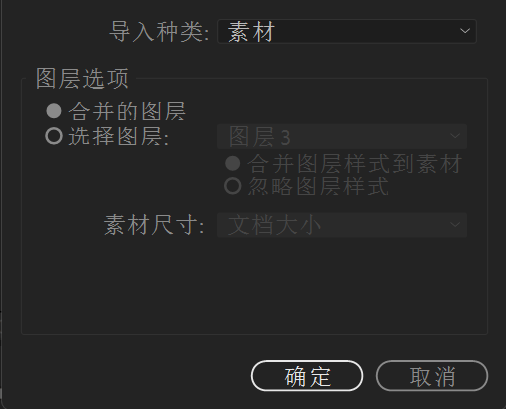 导入种类: 素材
图层选项
合并的图层
选择图层: 图层 3
合并图层样式到素材
忽略图层样式
素材尺寸: 文档大小
确定 取消